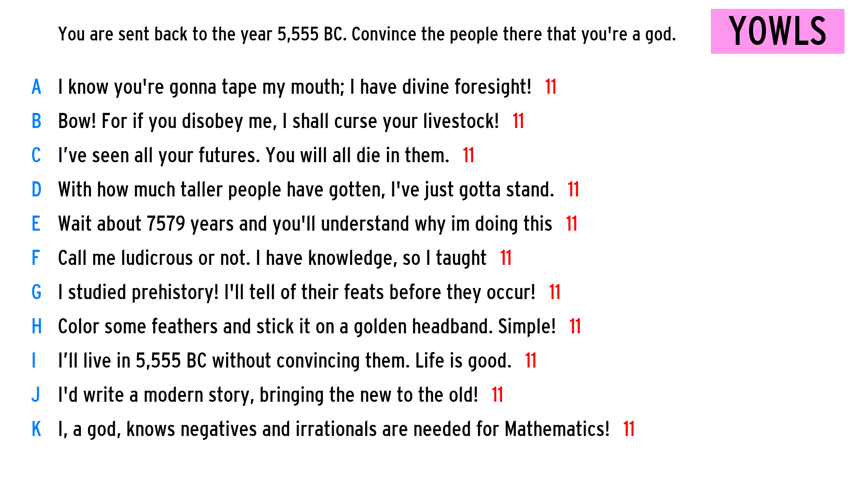 You are sent back to the year 5,555 BC. Convince the people there that you're a god.
YOWLS
A I know you're gonna tape my mouth; I have divine foresight! 11
B Bow! For if you disobey me, I shall curse your livestock! 11
C I've seen all your futures. You will all die in them. 11
D With how much taller people have gotten, I've just gotta stand. 11
E Wait about 7579 years and you'll understand why im doing this 11
F Call me ludicrous or not. I have knowledge, so I taught 11
G I studied prehistory! I'll tell of their feats before they occur! 11
H Color some feathers and stick it on a golden headband. Simple! 11
I I'll live in 5,555 BC without convincing them. Life is good. 11
J I'd write a modern story, bringing the new to the old! 11
K I, a god, knows negatives and irrationals are needed for Mathematics! 11